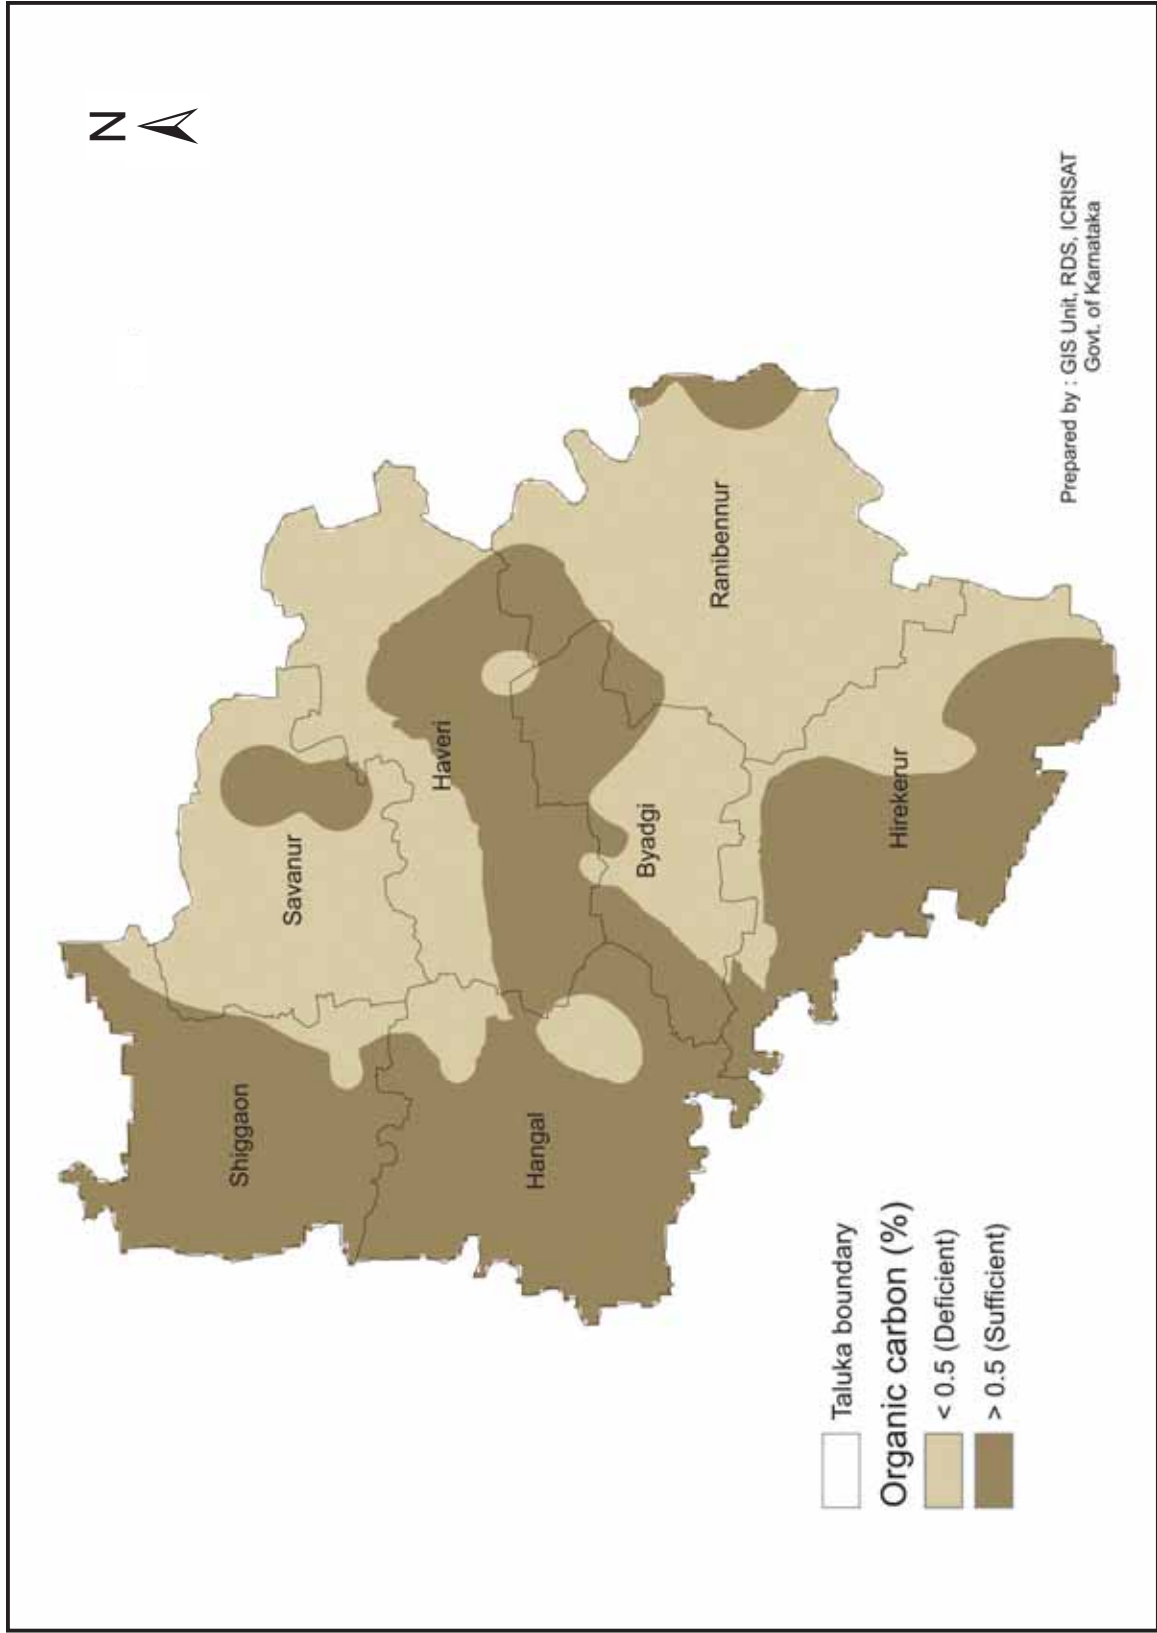 N
Savanur
Haveri
Shiggaon
Hangal
Byadgi
Ranibennur
Hirekerur
Taluka boundary
Organic carbon (%)
< 0.5 (Deficient)
> 0.5 (Sufficient)
Prepared by : GIS Unit, RDS, ICRISAT
Govt. of Karnataka